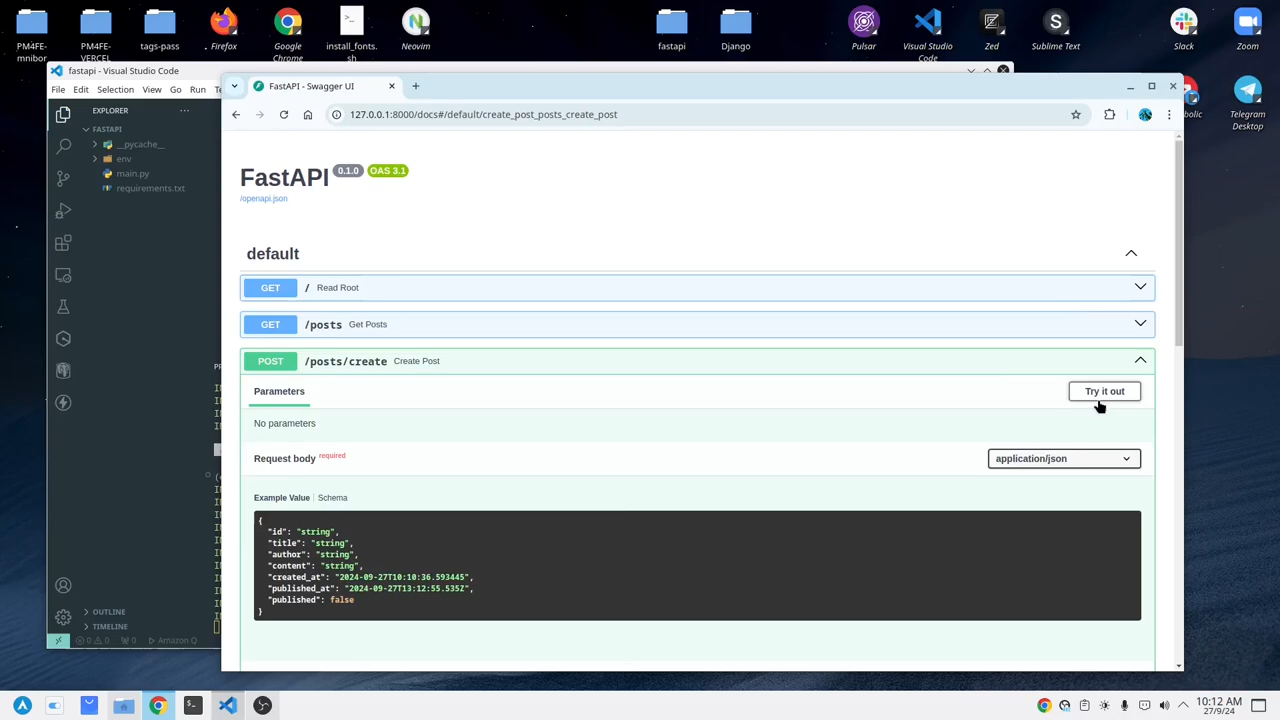 PM4FE-
mnibor
PM4FE-
VERCEL
tags-pass
Firefox
Google
Chrome
install_fonts.
sh
Neovim
fastapi
Django
Pulsar
Visual Studio
Code
Zed
Sublime Text
Slack
Zoom
Telegram
Desktop
fastapi - Visual Studio Code
File Edit Selection View Go Run
EXPLORER
FASTAPI
__pycache__
env
main.py
requirements.txt
OUTLINE
TIMELINE
0 0 0 Amazon Q
FastAPI - Swagger UI
127.0.0.1:8000/docs#/default/create_post_posts_create_post
FastAPI 0.1.0 OAS 3.1
/openapi.json
default
GET / Read Root
GET /posts Get Posts
POST /posts/create Create Post
Parameters
Try it out
No parameters
Request body required
application/json
Example Value Schema
{
"id": "string",
"title": "string",
"author": "string",
"content": "string",
"created_at": "2024-09-27T10:10:36.593445",
"published_at": "2024-09-27T13:12:55.535Z",
"published": false
}
10:12 AM
27/9/24